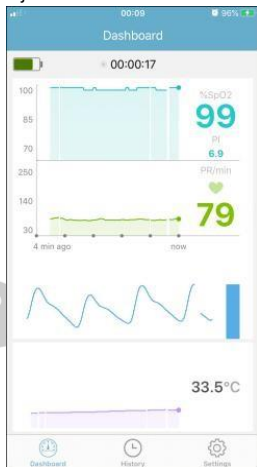 00:09
96%
Dashboard
00:00:17
100
85
70
%SpO2
99
PI
6.9
250
140
30
PR/min
79
4 min ago
now
33.5°C
Dashboard
History
Settings